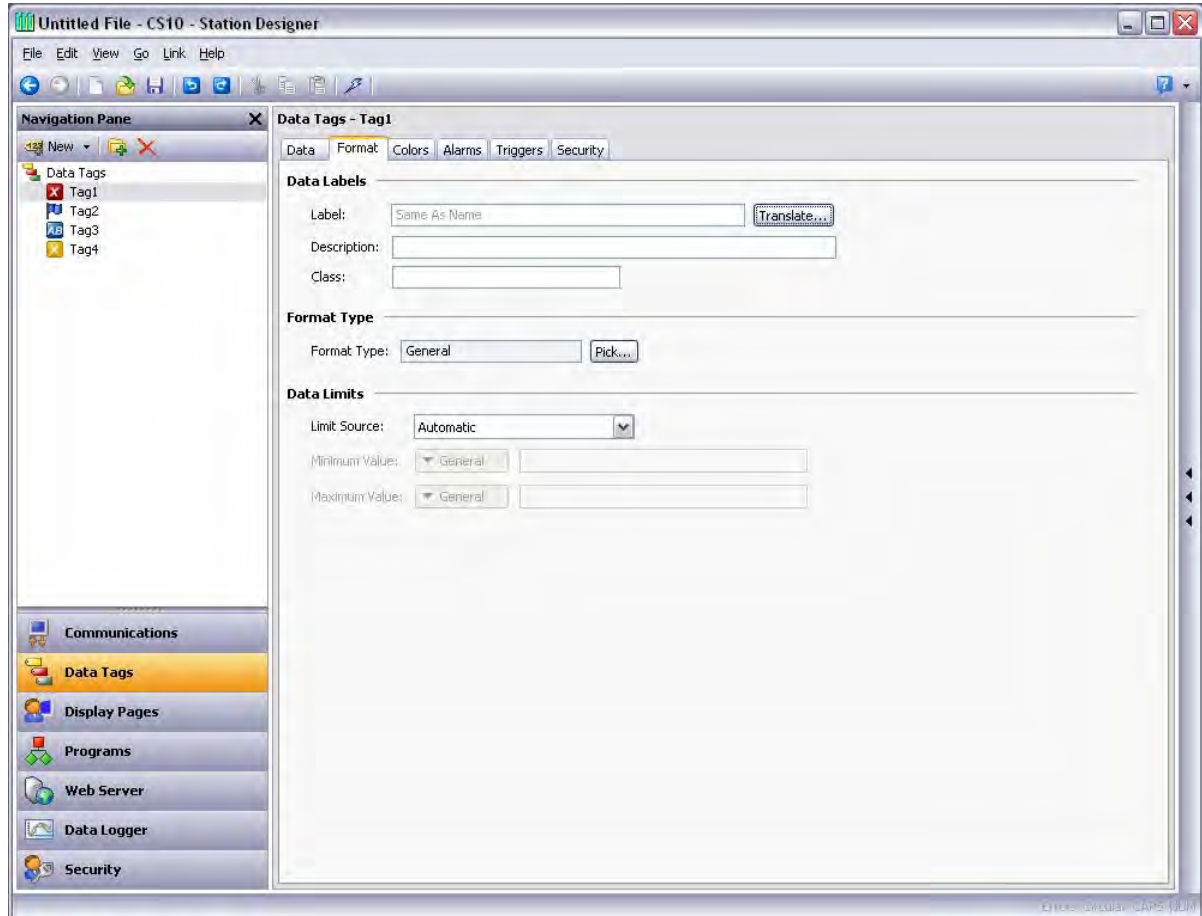 Untitled File - CS10 - Station Designer
File Edit View Go Link Help
Navigation Pane
New
Data Tags
Tag1
Tag2
Tag3
Tag4
Communications
Data Tags
Display Pages
Programs
Web Server
Data Logger
Security
Data Tags - Tag1
Data Format Colors Alarms Triggers Security
Data Labels
Label: Same As Name Translate...
Description:
Class:
Format Type
Format Type: General Pick...
Data Limits
Limit Source: Automatic
Minimum Value: General
Maximum Value: General
CAPS NUM